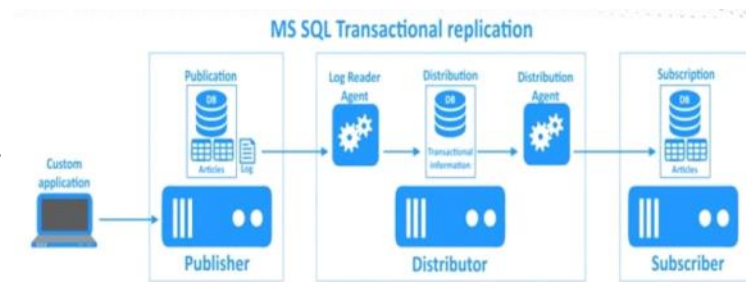 MS SQL Transactional replication
Custom
application
Publication
DB
Articles
Log
Publisher
Log Reader
Agent
Distribution
DB
Transactional
information
Distribution
Agent
Distributor
Subscription
DB
Articles
Subscriber